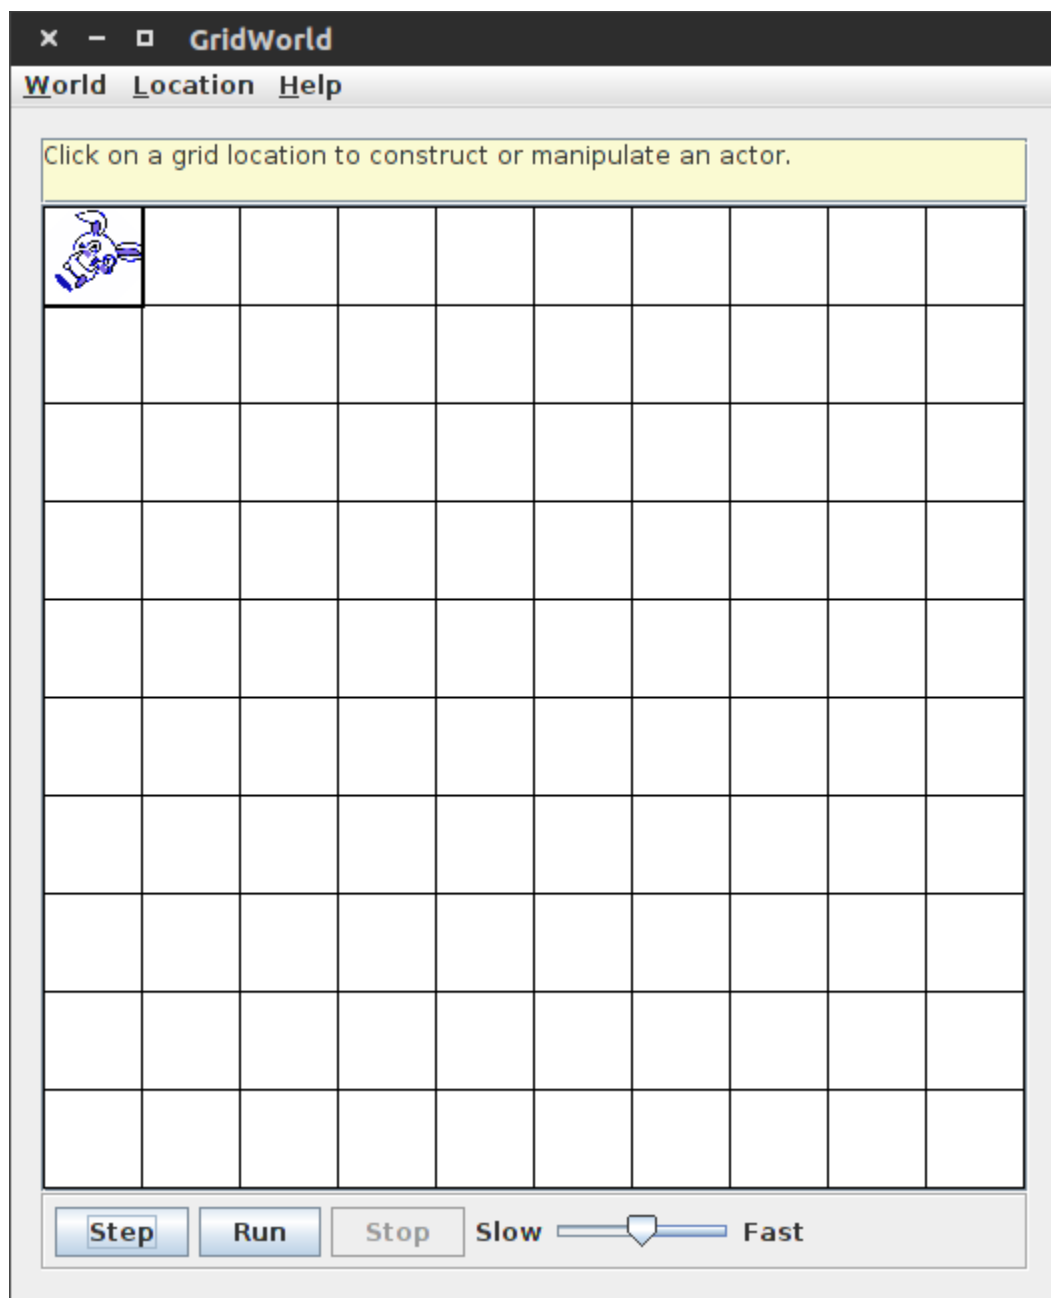 GridWorld
World Location Help
Click on a grid location to construct or manipulate an actor.
Step Run Stop Slow Fast